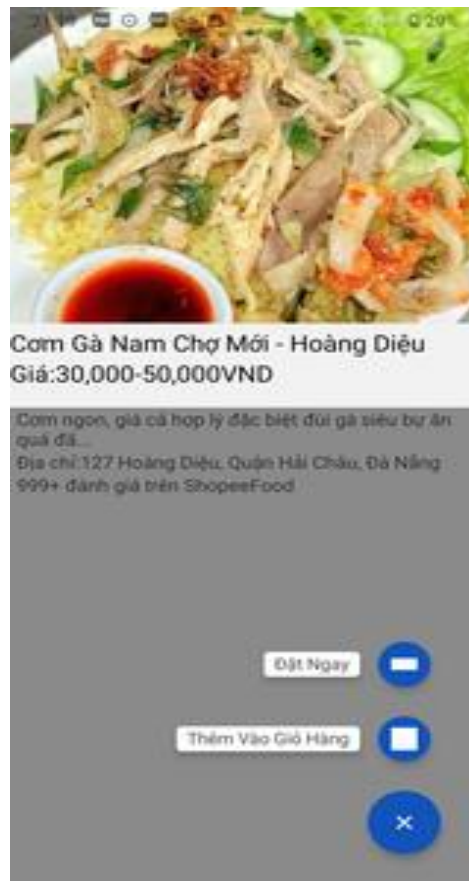 29%
Cơm Gà Nam Chợ Mới - Hoàng Diệu
Giá:30,000-50,000VND
Cơm ngon, giá cả hợp lý đặc biệt đùi gà siêu bự ăn
quá đã...
Địa chỉ:127 Hoàng Diệu, Quận Hải Châu, Đà Nẵng
999+ đánh giá trên ShopeeFood
Đặt Ngay
Thêm Vào Giỏ Hàng